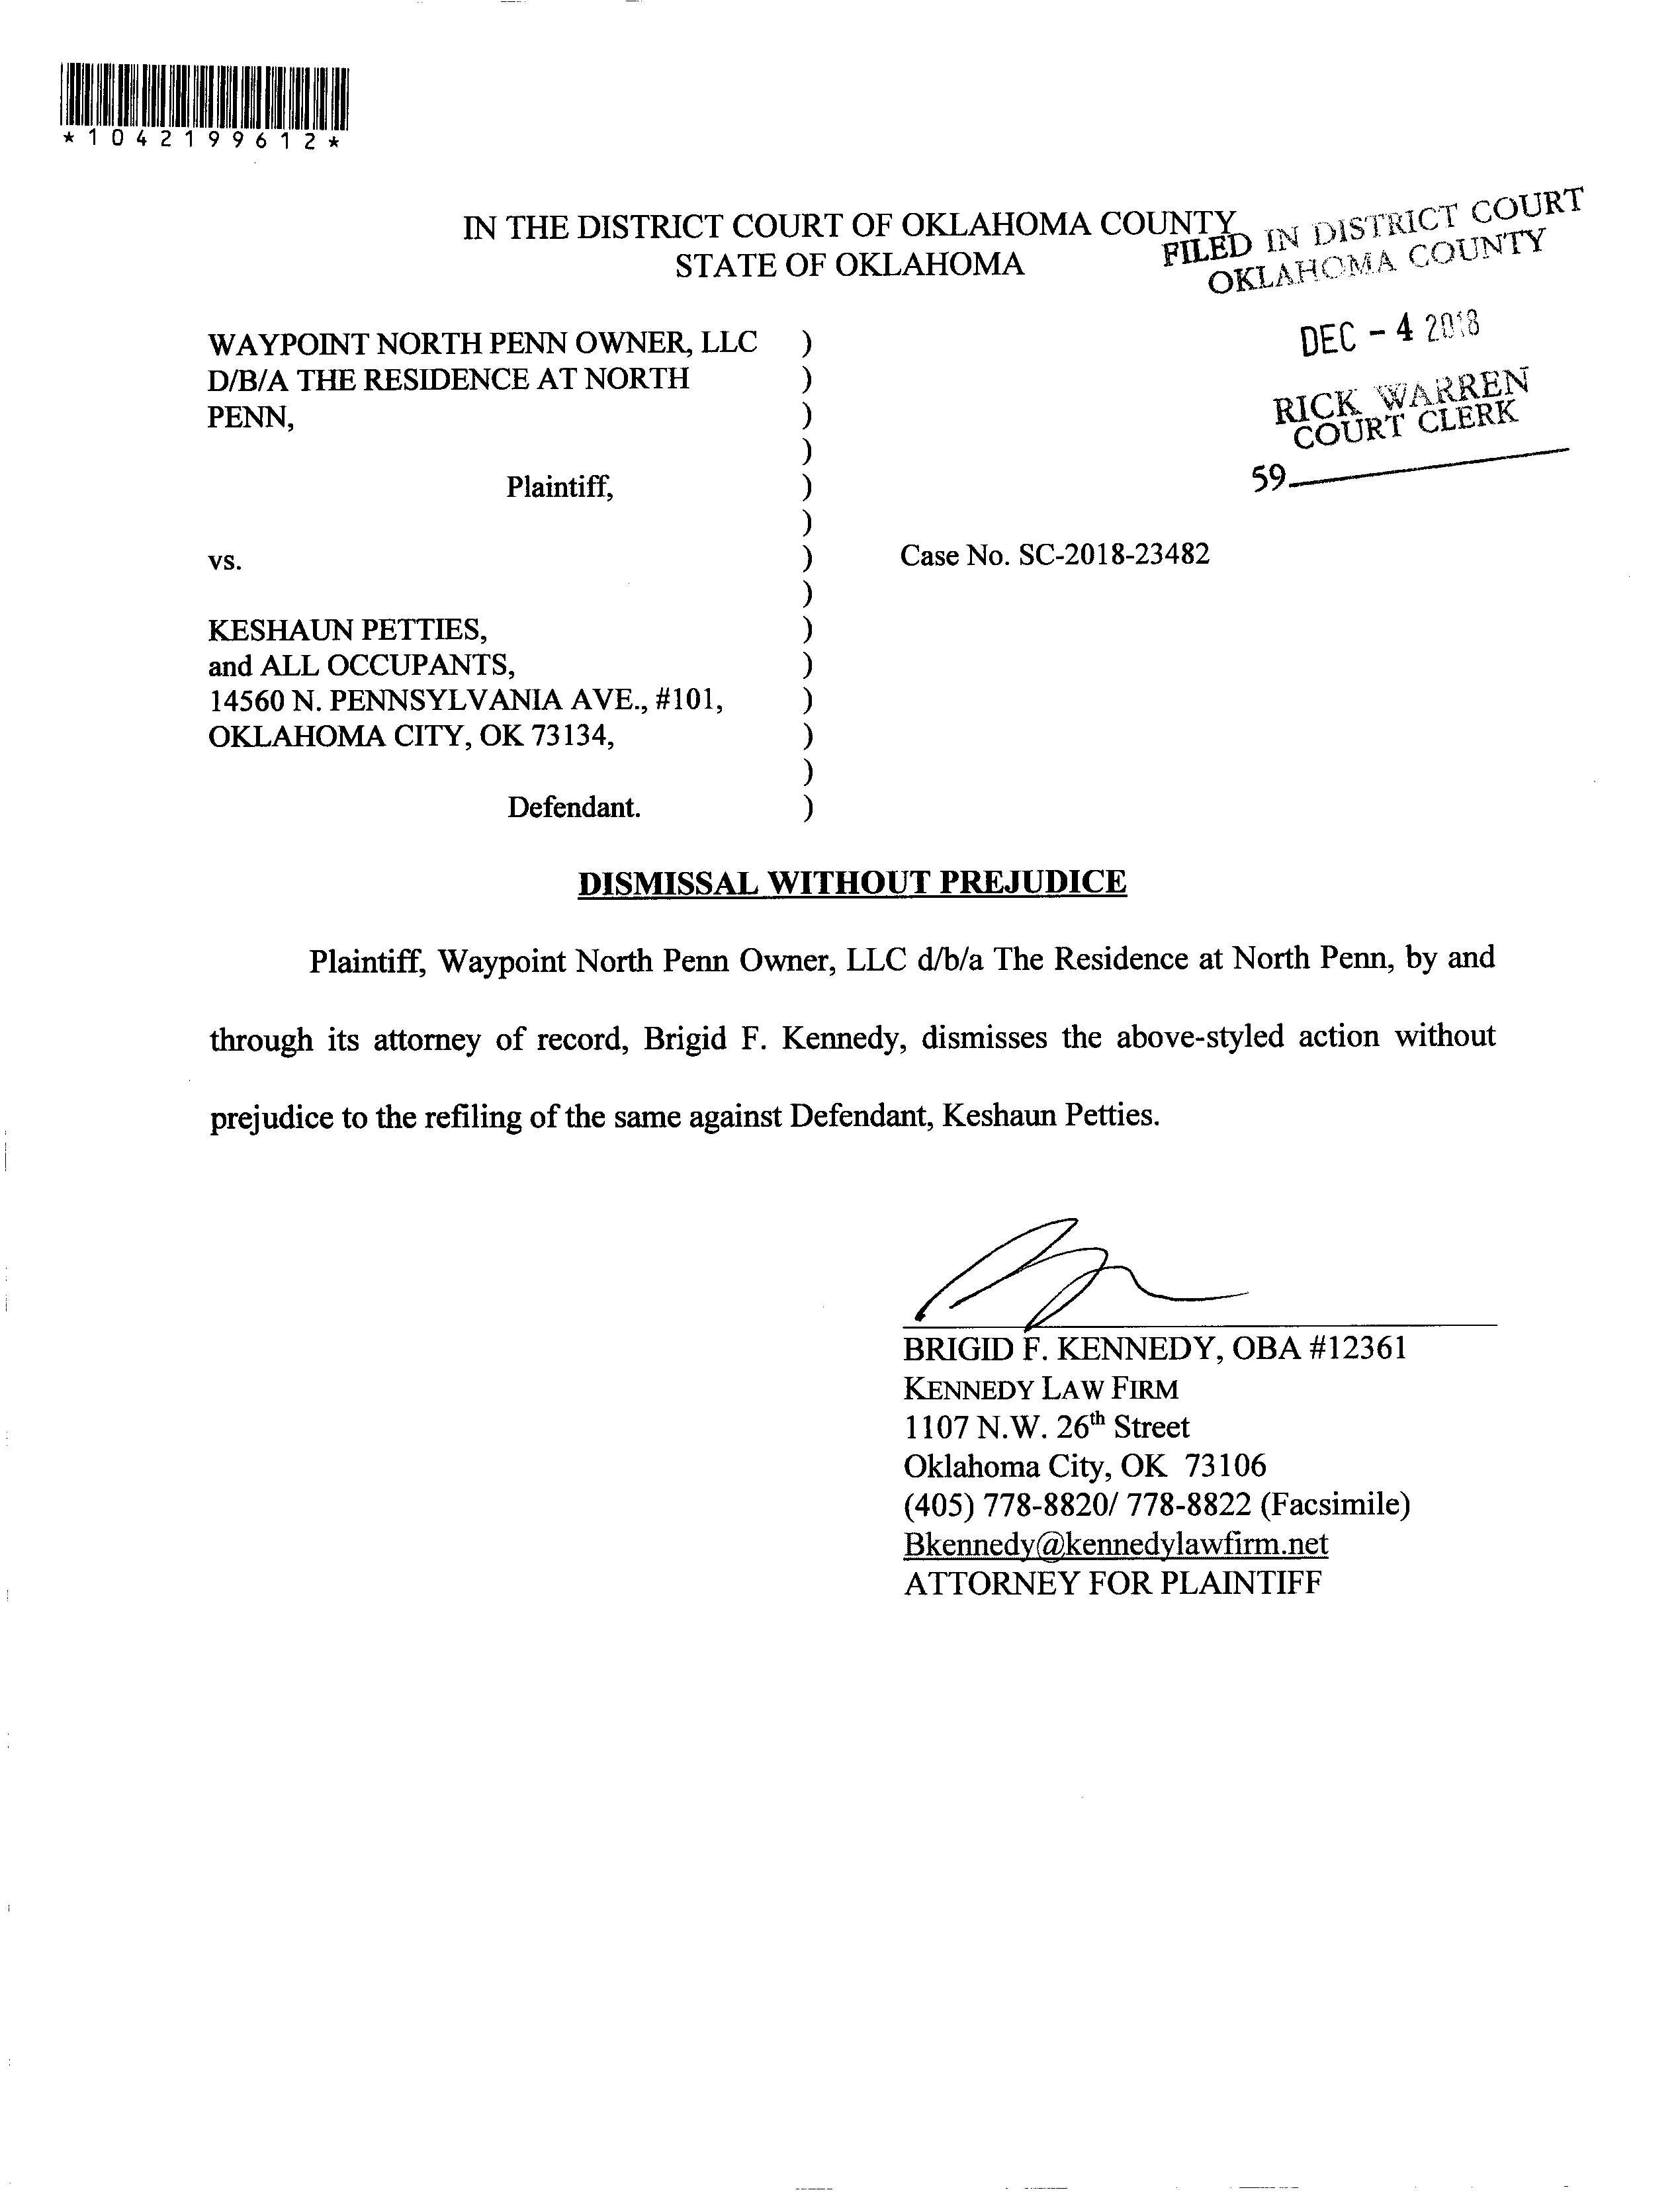 *1042199612*
IN THE DISTRICT COURT OF OKLAHOMA COUNTY
STATE OF OKLAHOMA
FILED IN DISTRICT COURT
OKLAHOMA COUNTY
DEC - 4 2018
RICK WARREN
COURT CLERK
59
WAYPOINT NORTH PENN OWNER, LLC )
D/B/A THE RESIDENCE AT NORTH )
PENN, )
)
Plaintiff, )
)
vs. ) Case No. SC-2018-23482
)
KESHAUN PETTIES, )
and ALL OCCUPANTS, )
14560 N. PENNSYLVANIA AVE., #101, )
OKLAHOMA CITY, OK 73134, )
)
Defendant. )
DISMISSAL WITHOUT PREJUDICE
Plaintiff, Waypoint North Penn Owner, LLC d/b/a The Residence at North Penn, by and
through its attorney of record, Brigid F. Kennedy, dismisses the above-styled action without
prejudice to the refiling of the same against Defendant, Keshaun Petties.
BRIGID F. KENNEDY, OBA #12361
KENNEDY LAW FIRM
1107 N.W. 26th Street
Oklahoma City, OK 73106
(405) 778-8820/ 778-8822 (Facsimile)
Bkennedy@kennedylawfirm.net
ATTORNEY FOR PLAINTIFF